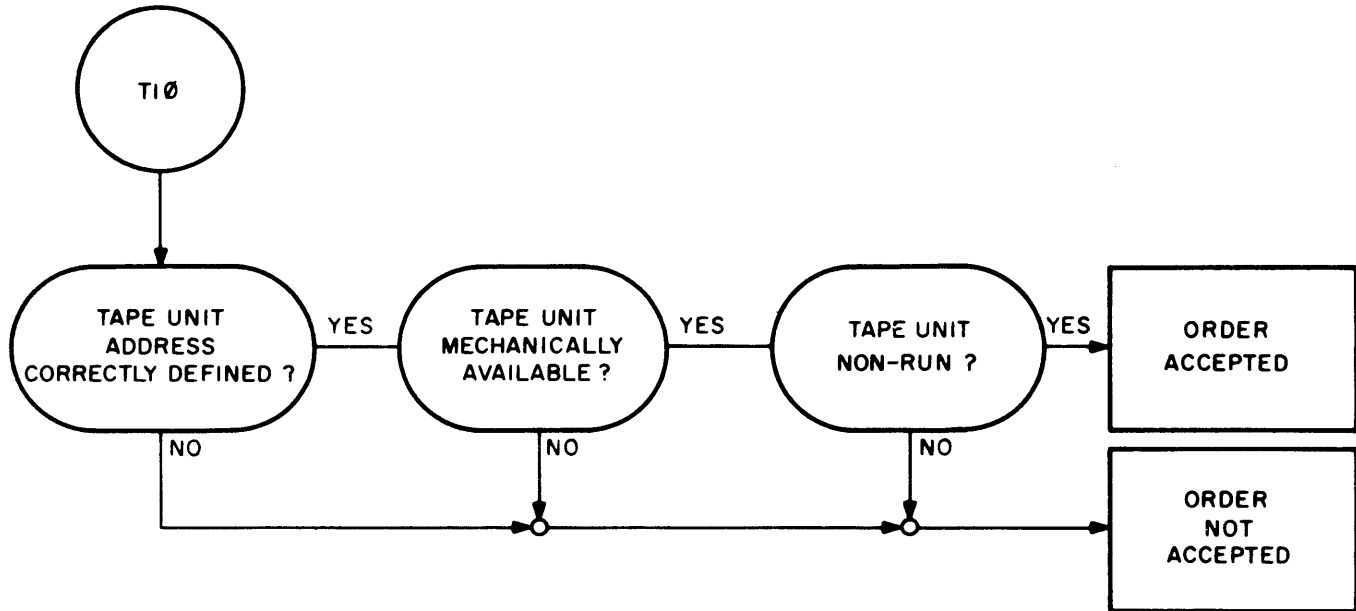 TIØ
TAPE UNIT
ADDRESS
CORRECTLY DEFINED ?
YES
TAPE UNIT
MECHANICALLY
AVAILABLE ?
YES
TAPE UNIT
NON-RUN ?
YES
ORDER
ACCEPTED
NO
NO
NO
ORDER
NOT
ACCEPTED